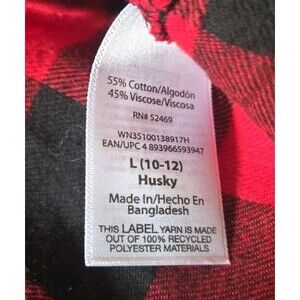 55% Cotton/Algodón
45% Viscose/Viscosa
RN# 52469
WN35100138917H
EAN/UPC 4 893966593947
L (10-12)
Husky
Made In/Hecho En
Bangladesh
THIS LABEL YARN IS MADE
OUT OF 100% RECYCLED
POLYESTER MATERIALS